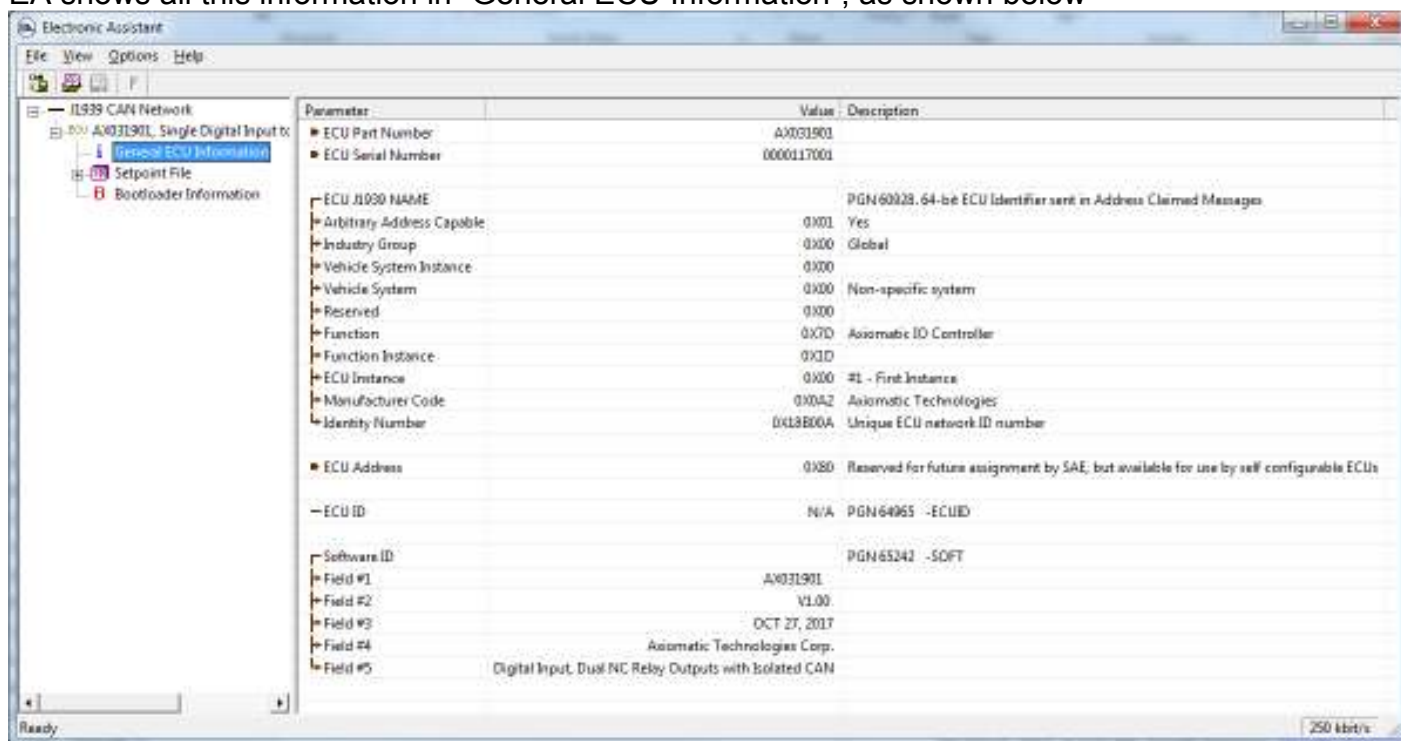 EA shows all this information in "General ECU Information", as shown below
Electronic Assistant
File View Options Help
J1939 CAN Network
ECU AX031901, Single Digital Input to
General ECU Information
Setpoint File
Bootloader Information
Parameter Value Description
ECU Part Number AX031901
ECU Serial Number 0000117001
ECU J1939 NAME PGN 60928. 64-bit ECU Identifier sent in Address Claimed Messages
Arbitrary Address Capable 0X01 Yes
Industry Group 0X00 Global
Vehicle System Instance 0X00
Vehicle System 0X00 Non-specific system
Reserved 0X00
Function 0X7D Axiomatic IO Controller
Function Instance 0X1D
ECU Instance 0X00 #1 - First Instance
Manufacturer Code 0X0A2 Axiomatic Technologies
Identity Number 0X18B00A Unique ECU network ID number
ECU Address 0X80 Reserved for future assignment by SAE, but available for use by self configurable ECUs
ECU ID N/A PGN 64965 -ECUID
Software ID PGN 65242 -SOFT
Field #1 AX031901
Field #2 V1.00
Field #3 OCT 27, 2017
Field #4 Axiomatic Technologies Corp.
Field #5 Digital Input, Dual NC Relay Outputs with Isolated CAN
Ready 250 kbit/s